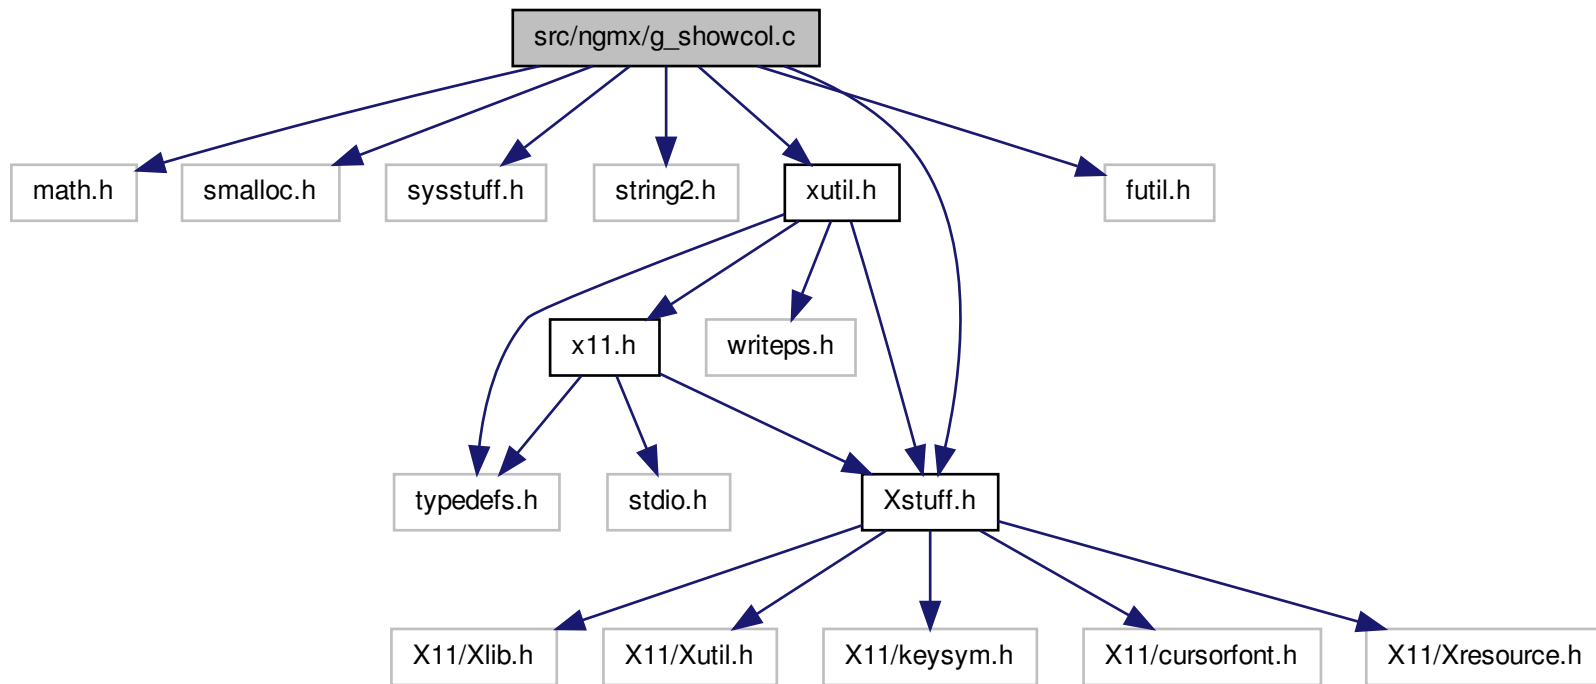 src/ngmx/g_showcol.c
math.h
smalloc.h
sysstuff.h
string2.h
xutil.h
futil.h
x11.h
writeps.h
typedefs.h
stdio.h
Xstuff.h
X11/Xlib.h
X11/Xutil.h
X11/keysym.h
X11/cursorfont.h
X11/Xresource.h